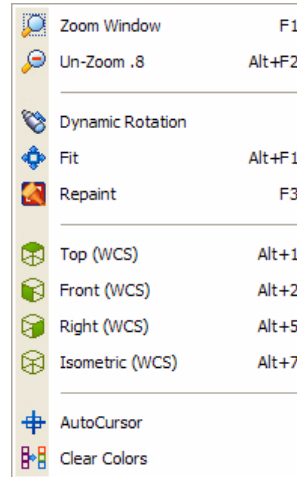 Zoom Window F1
Un-Zoom .8 Alt+F2
Dynamic Rotation
Fit Alt+F1
Repaint F3
Top (WCS) Alt+1
Front (WCS) Alt+2
Right (WCS) Alt+5
Isometric (WCS) Alt+7
AutoCursor
Clear Colors